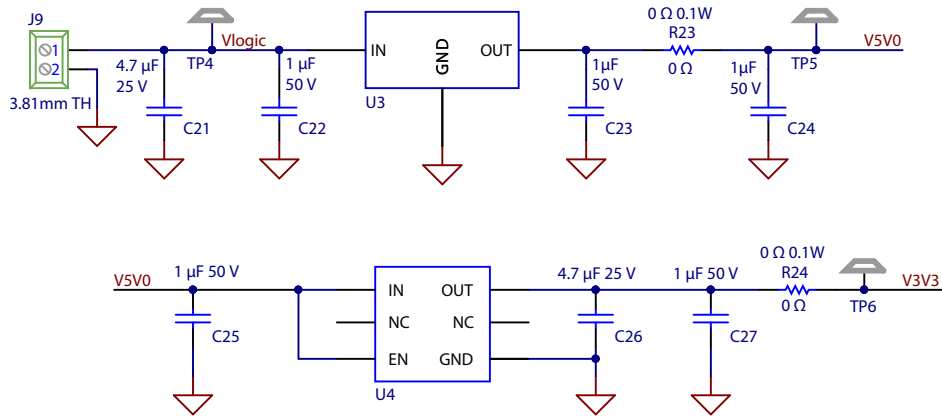 J9
1
2
3.81mm TH
4.7 µF
25 V
C21
TP4
Vlogic
1 µF
50 V
C22
IN
GND
OUT
U3
1µF
50 V
C23
0 Ω 0.1W
R23
0 Ω
1µF
50 V
C24
TP5
V5V0
V5V0
1 µF 50 V
C25
IN
NC
EN
OUT
NC
GND
U4
4.7 µF 25 V
C26
1 µF 50 V
C27
0 Ω 0.1W
R24
0 Ω
TP6
V3V3